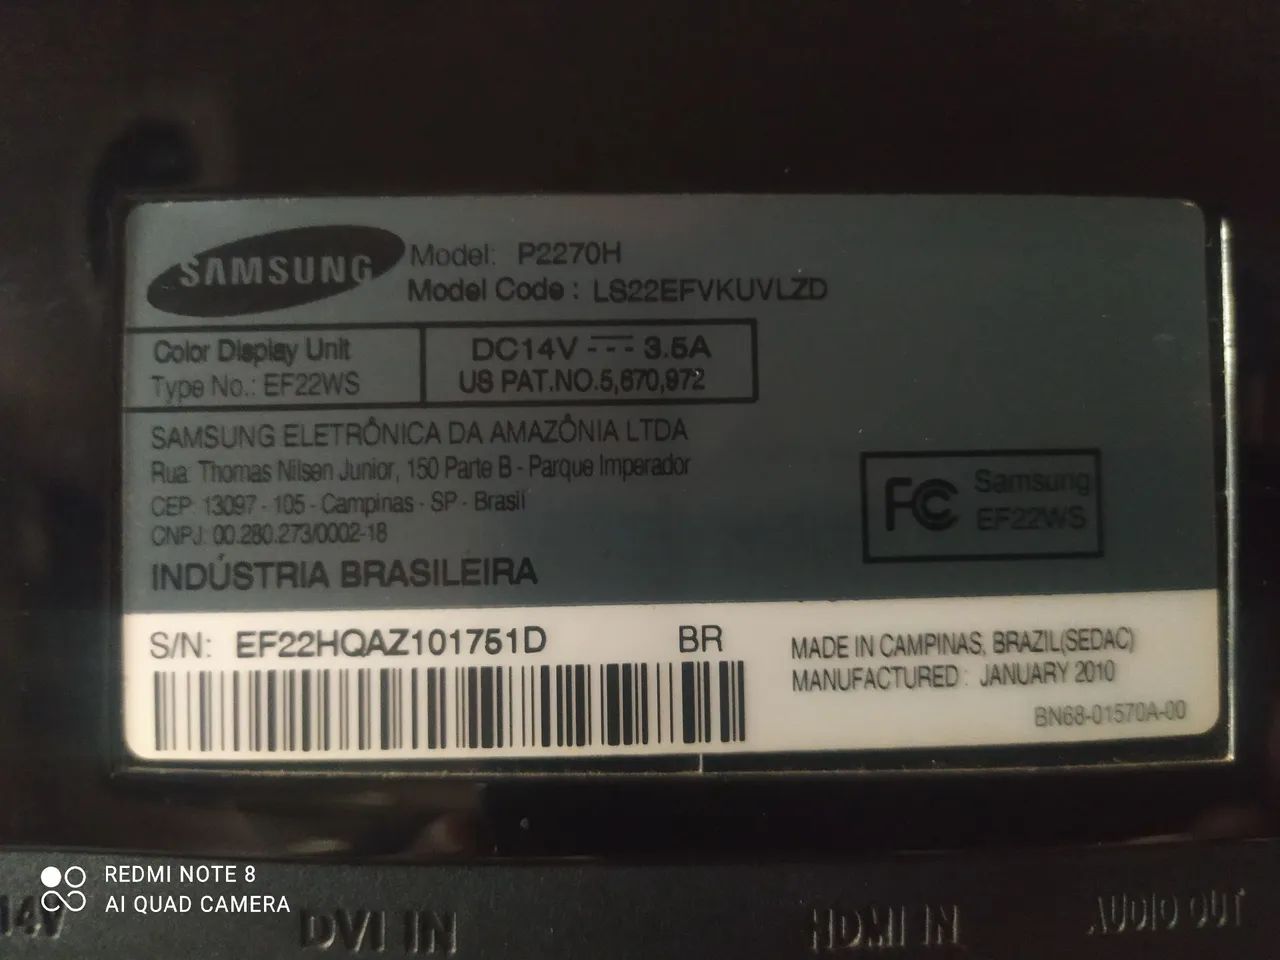 SAMSUNG
Model: P2270H
Model Code : LS22EFVKUVLZD
Color Display Unit
Type No.: EF22WS
DC14V 3.5A
US PAT.NO.5,670,972
SAMSUNG ELETRÔNICA DA AMAZÔNIA LTDA
Rua: Thomas Nilsen Junior, 150 Parte B - Parque Imperador
CEP: 13097 - 105 - Campinas - SP - Brasil
CNPJ: 00.280.273/0002-18
INDÚSTRIA BRASILEIRA
FC Samsung
EF22WS
S/N: EF22HQAZ101751D BR
MADE IN CAMPINAS, BRAZIL(SEDAC)
MANUFACTURED : JANUARY 2010
BN68-01570A-00
REDMI NOTE 8
AI QUAD CAMERA
14V DVI IN HDMI IN AUDIO OUT